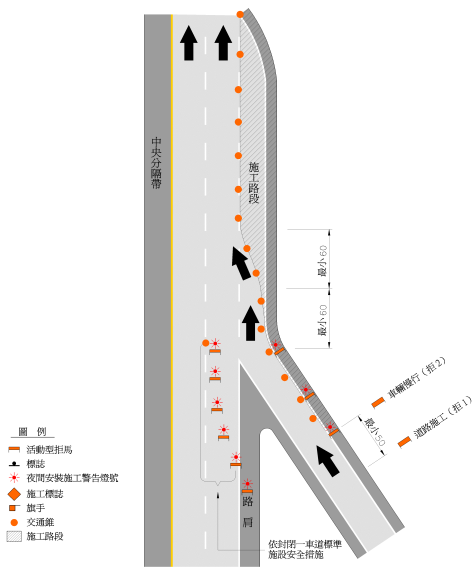 中央分隔帶
施工路段
最小60
最小60
車輛慢行(拒2)
最小50
道路施工(拒1)
圖 例
活動型拒馬
標誌
夜間安裝施工警告燈號
施工標誌
旗手
交通錐
施工路段
路肩
依封閉一車道標準
施設安全措施